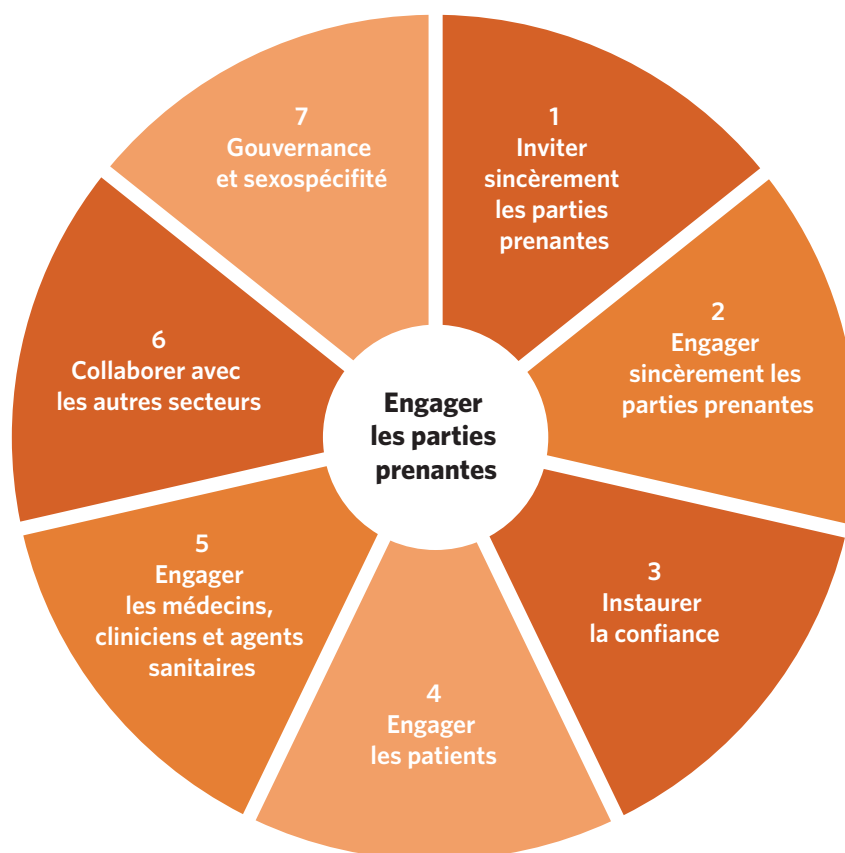 1
Inviter
sincèrement
les parties
prenantes
2
Engager
sincèrement les
parties prenantes
3
Instaurer
la confiance
4
Engager
les patients
5
Engager
les médecins,
cliniciens et agents
sanitaires
6
Collaborer avec
les autres secteurs
7
Gouvernance
et sexospécifité
Engager
les parties
prenantes